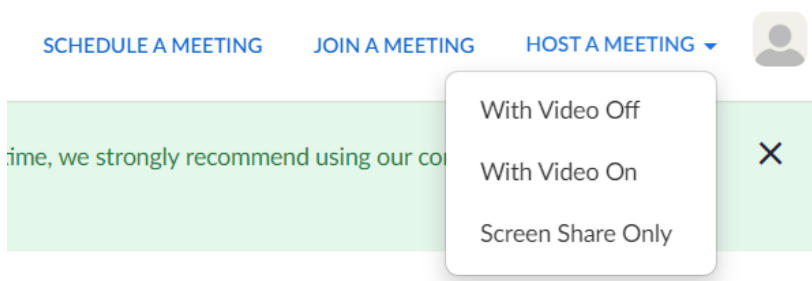 SCHEDULE A MEETING
JOIN A MEETING
HOST A MEETING
With Video Off
time, we strongly recommend using our
With Video On
Screen Share Only